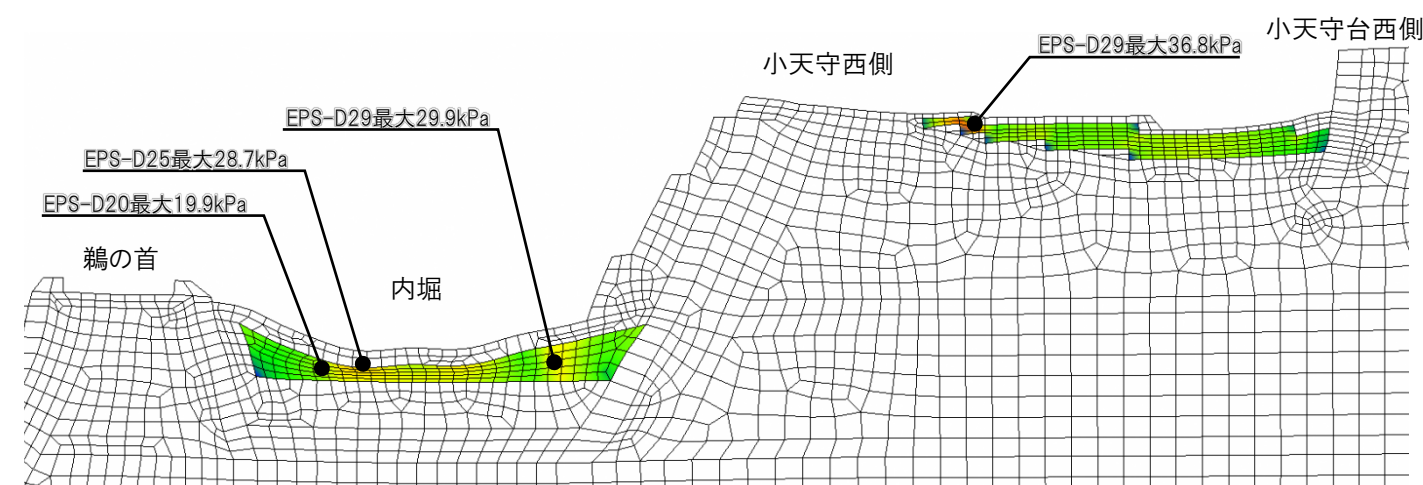 小天守台西側
EPS-D29最大36.8kPa
小天守西側
EPS-D29最大29.9kPa
EPS-D25最大28.7kPa
EPS-D20最大19.9kPa
鵜の首
内堀